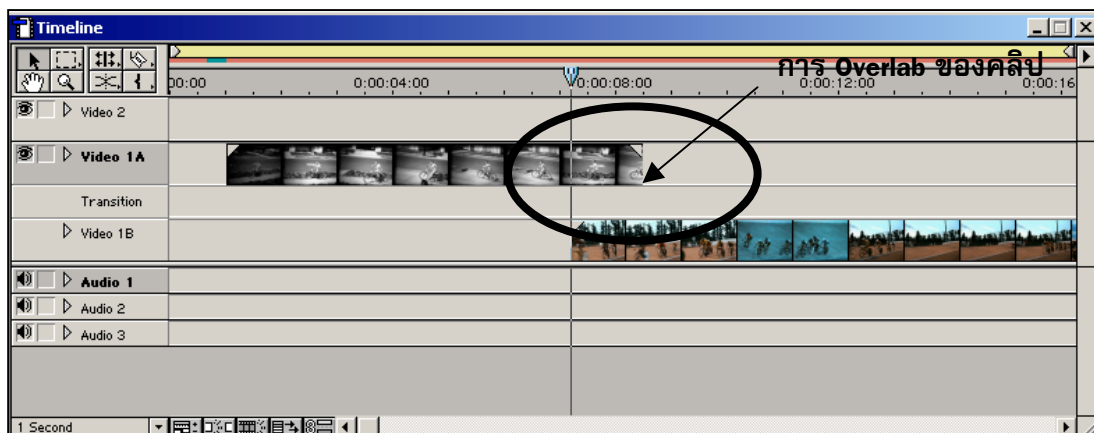 Timeline
การ Overlab ของคลิป
00:00 0:00:04:00 0:00:08:00 0:00:12:00 0:00:16
Video 2
Video 1A
Transition
Video 1B
Audio 1
Audio 2
Audio 3
1 Second